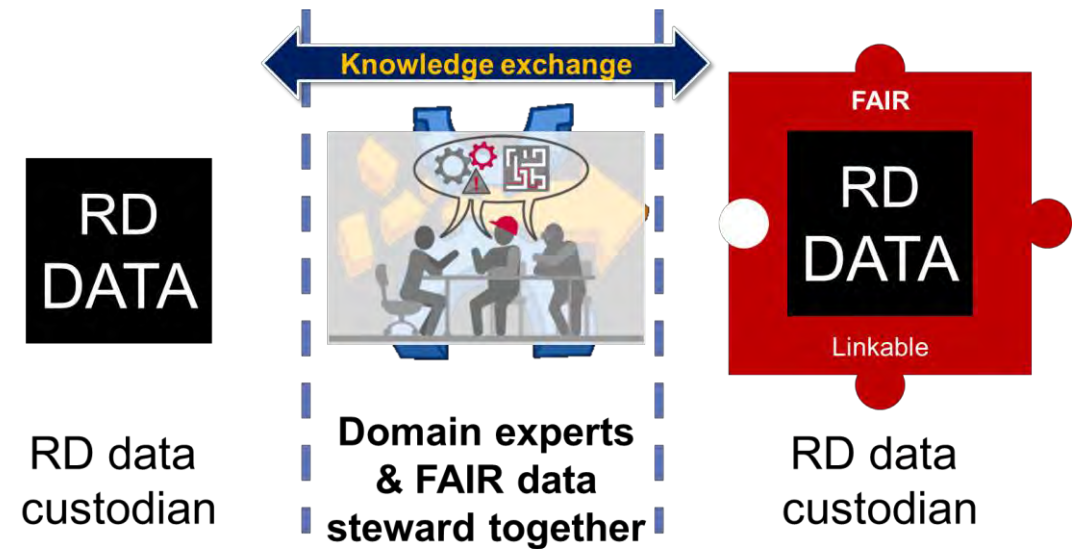 Knowledge exchange
RD
DATA
RD data
custodian
!
Domain experts
& FAIR data
steward together
FAIR
RD
DATA
Linkable
RD data
custodian